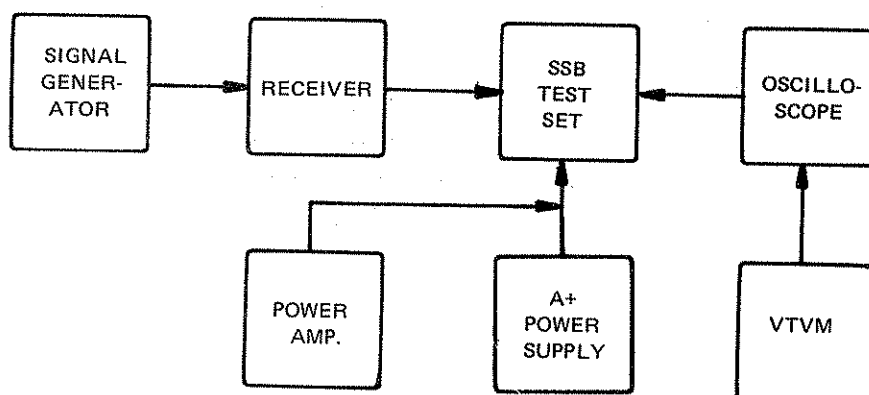 SIGNAL
GENER-
ATOR
RECEIVER
SSB
TEST
SET
OSCILLO-
SCOPE
POWER
AMP.
A+
POWER
SUPPLY
VTVM